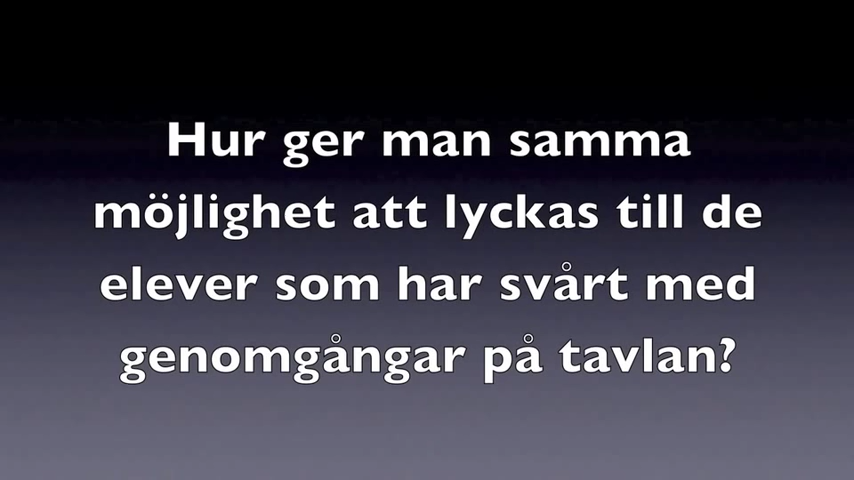 Hur ger man samma
möjlighet att lyckas till de
elever som har svårt med
genomgångar på tavlan?